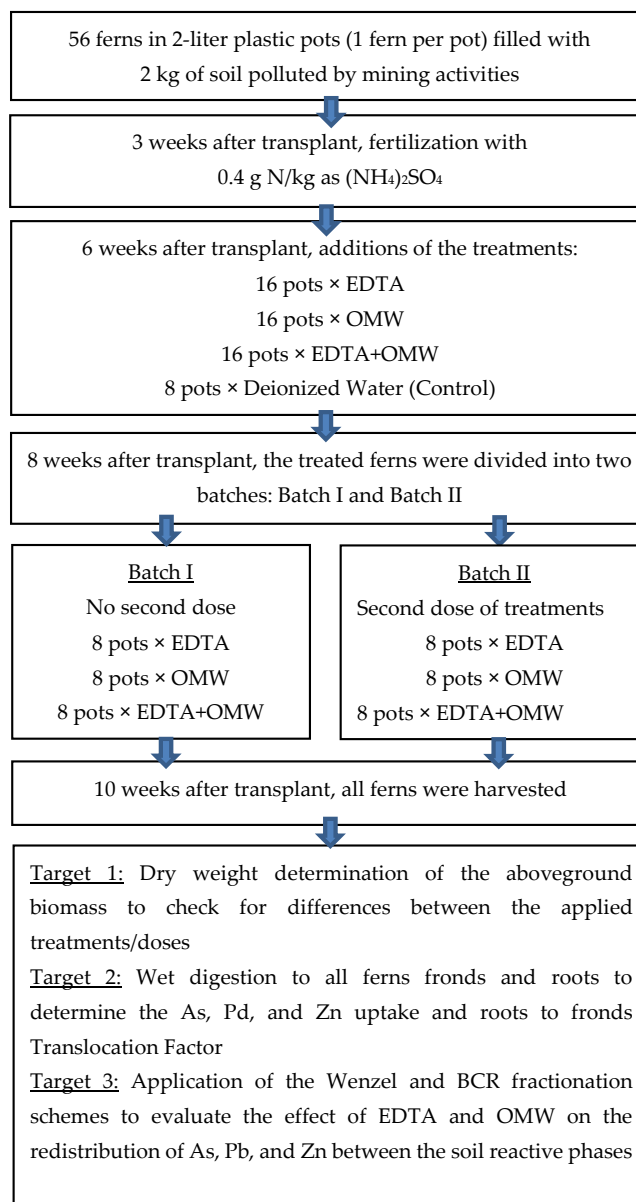 56 ferns in 2-liter plastic pots (1 fern per pot) filled with
2 kg of soil polluted by mining activities
3 weeks after transplant, fertilization with
0.4 g N/kg as (NH₄)₂SO₄
6 weeks after transplant, additions of the treatments:
16 pots × EDTA
16 pots × OMW
16 pots × EDTA+OMW
8 pots × Deionized Water (Control)
8 weeks after transplant, the treated ferns were divided into two
batches: Batch I and Batch II
Batch I
No second dose
8 pots × EDTA
8 pots × OMW
8 pots × EDTA+OMW
Batch II
Second dose of treatments
8 pots × EDTA
8 pots × OMW
8 pots × EDTA+OMW
10 weeks after transplant, all ferns were harvested
Target 1: Dry weight determination of the aboveground
biomass to check for differences between the applied
treatments/doses
Target 2: Wet digestion to all ferns fronds and roots to
determine the As, Pd, and Zn uptake and roots to fronds
Translocation Factor
Target 3: Application of the Wenzel and BCR fractionation
schemes to evaluate the effect of EDTA and OMW on the
redistribution of As, Pb, and Zn between the soil reactive phases